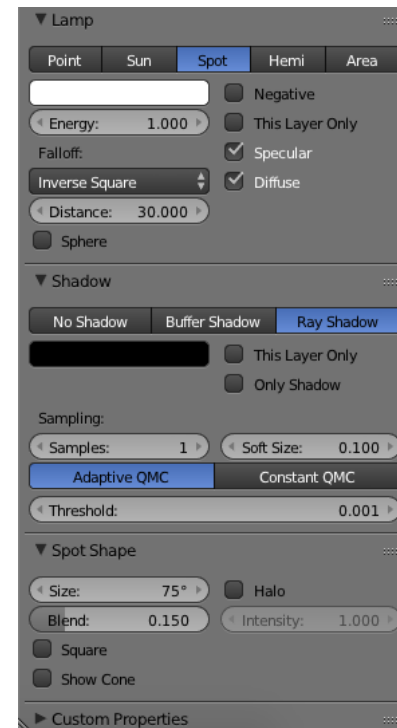 Lamp
Point Sun Spot Hemi Area
Negative
Energy: 1.000 This Layer Only
Falloff: Specular
Inverse Square Diffuse
Distance: 30.000
Sphere
Shadow
No Shadow Buffer Shadow Ray Shadow
This Layer Only
Only Shadow
Sampling:
Samples: 1 Soft Size: 0.100
Adaptive QMC Constant QMC
Threshold: 0.001
Spot Shape
Size: 75° Halo
Blend: 0.150 Intensity: 1.000
Square
Show Cone
Custom Properties